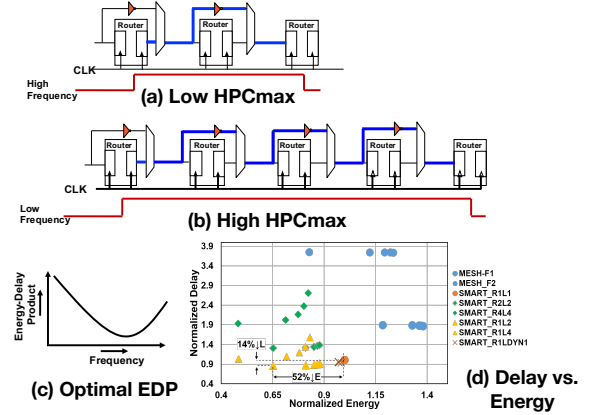 Router
Router
Router
CLK
High
Frequency
(a) Low HPCmax
Router
Router
Router
Router
Router
CLK
Low
Frequency
(b) High HPCmax
Energy-Delay
Product
Frequency
(c) Optimal EDP
Normalized Delay
3.9
3.4
2.9
2.4
1.9
1.4
0.9
0.4
14%↓L
52%↓E
0.4 0.65 0.9 1.15 1.4
Normalized Energy
MESH-F1
MESH_F2
SMART_R1L1
SMART_R2L2
SMART_R4L4
SMART_R1L2
SMART_R1L4
SMART_R1LDYN1
(d) Delay vs.
Energy